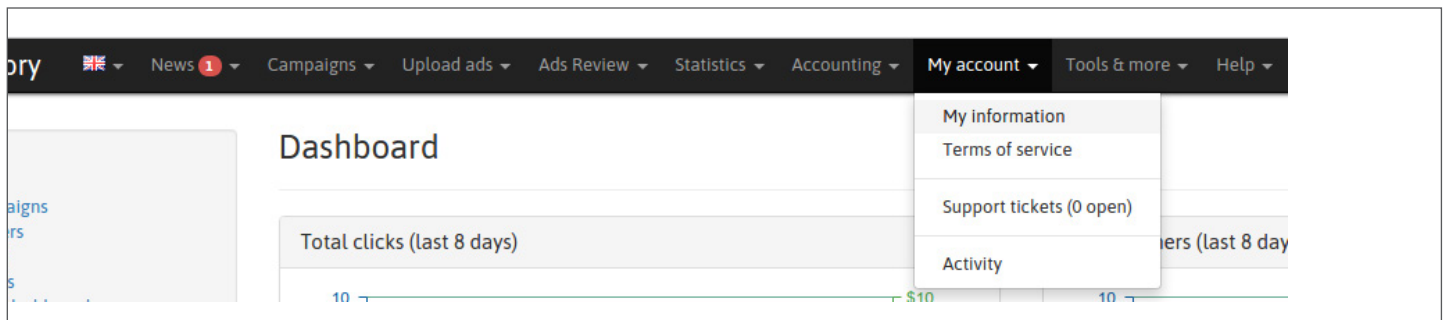 ory News 1 Campaigns Upload ads Ads Review Statistics Accounting My account Tools & more Help
My information
Terms of service
Support tickets (0 open)
Activity
Dashboard
aigns
ers
s
Total clicks (last 8 days)
ers (last 8 day
10 $10 10